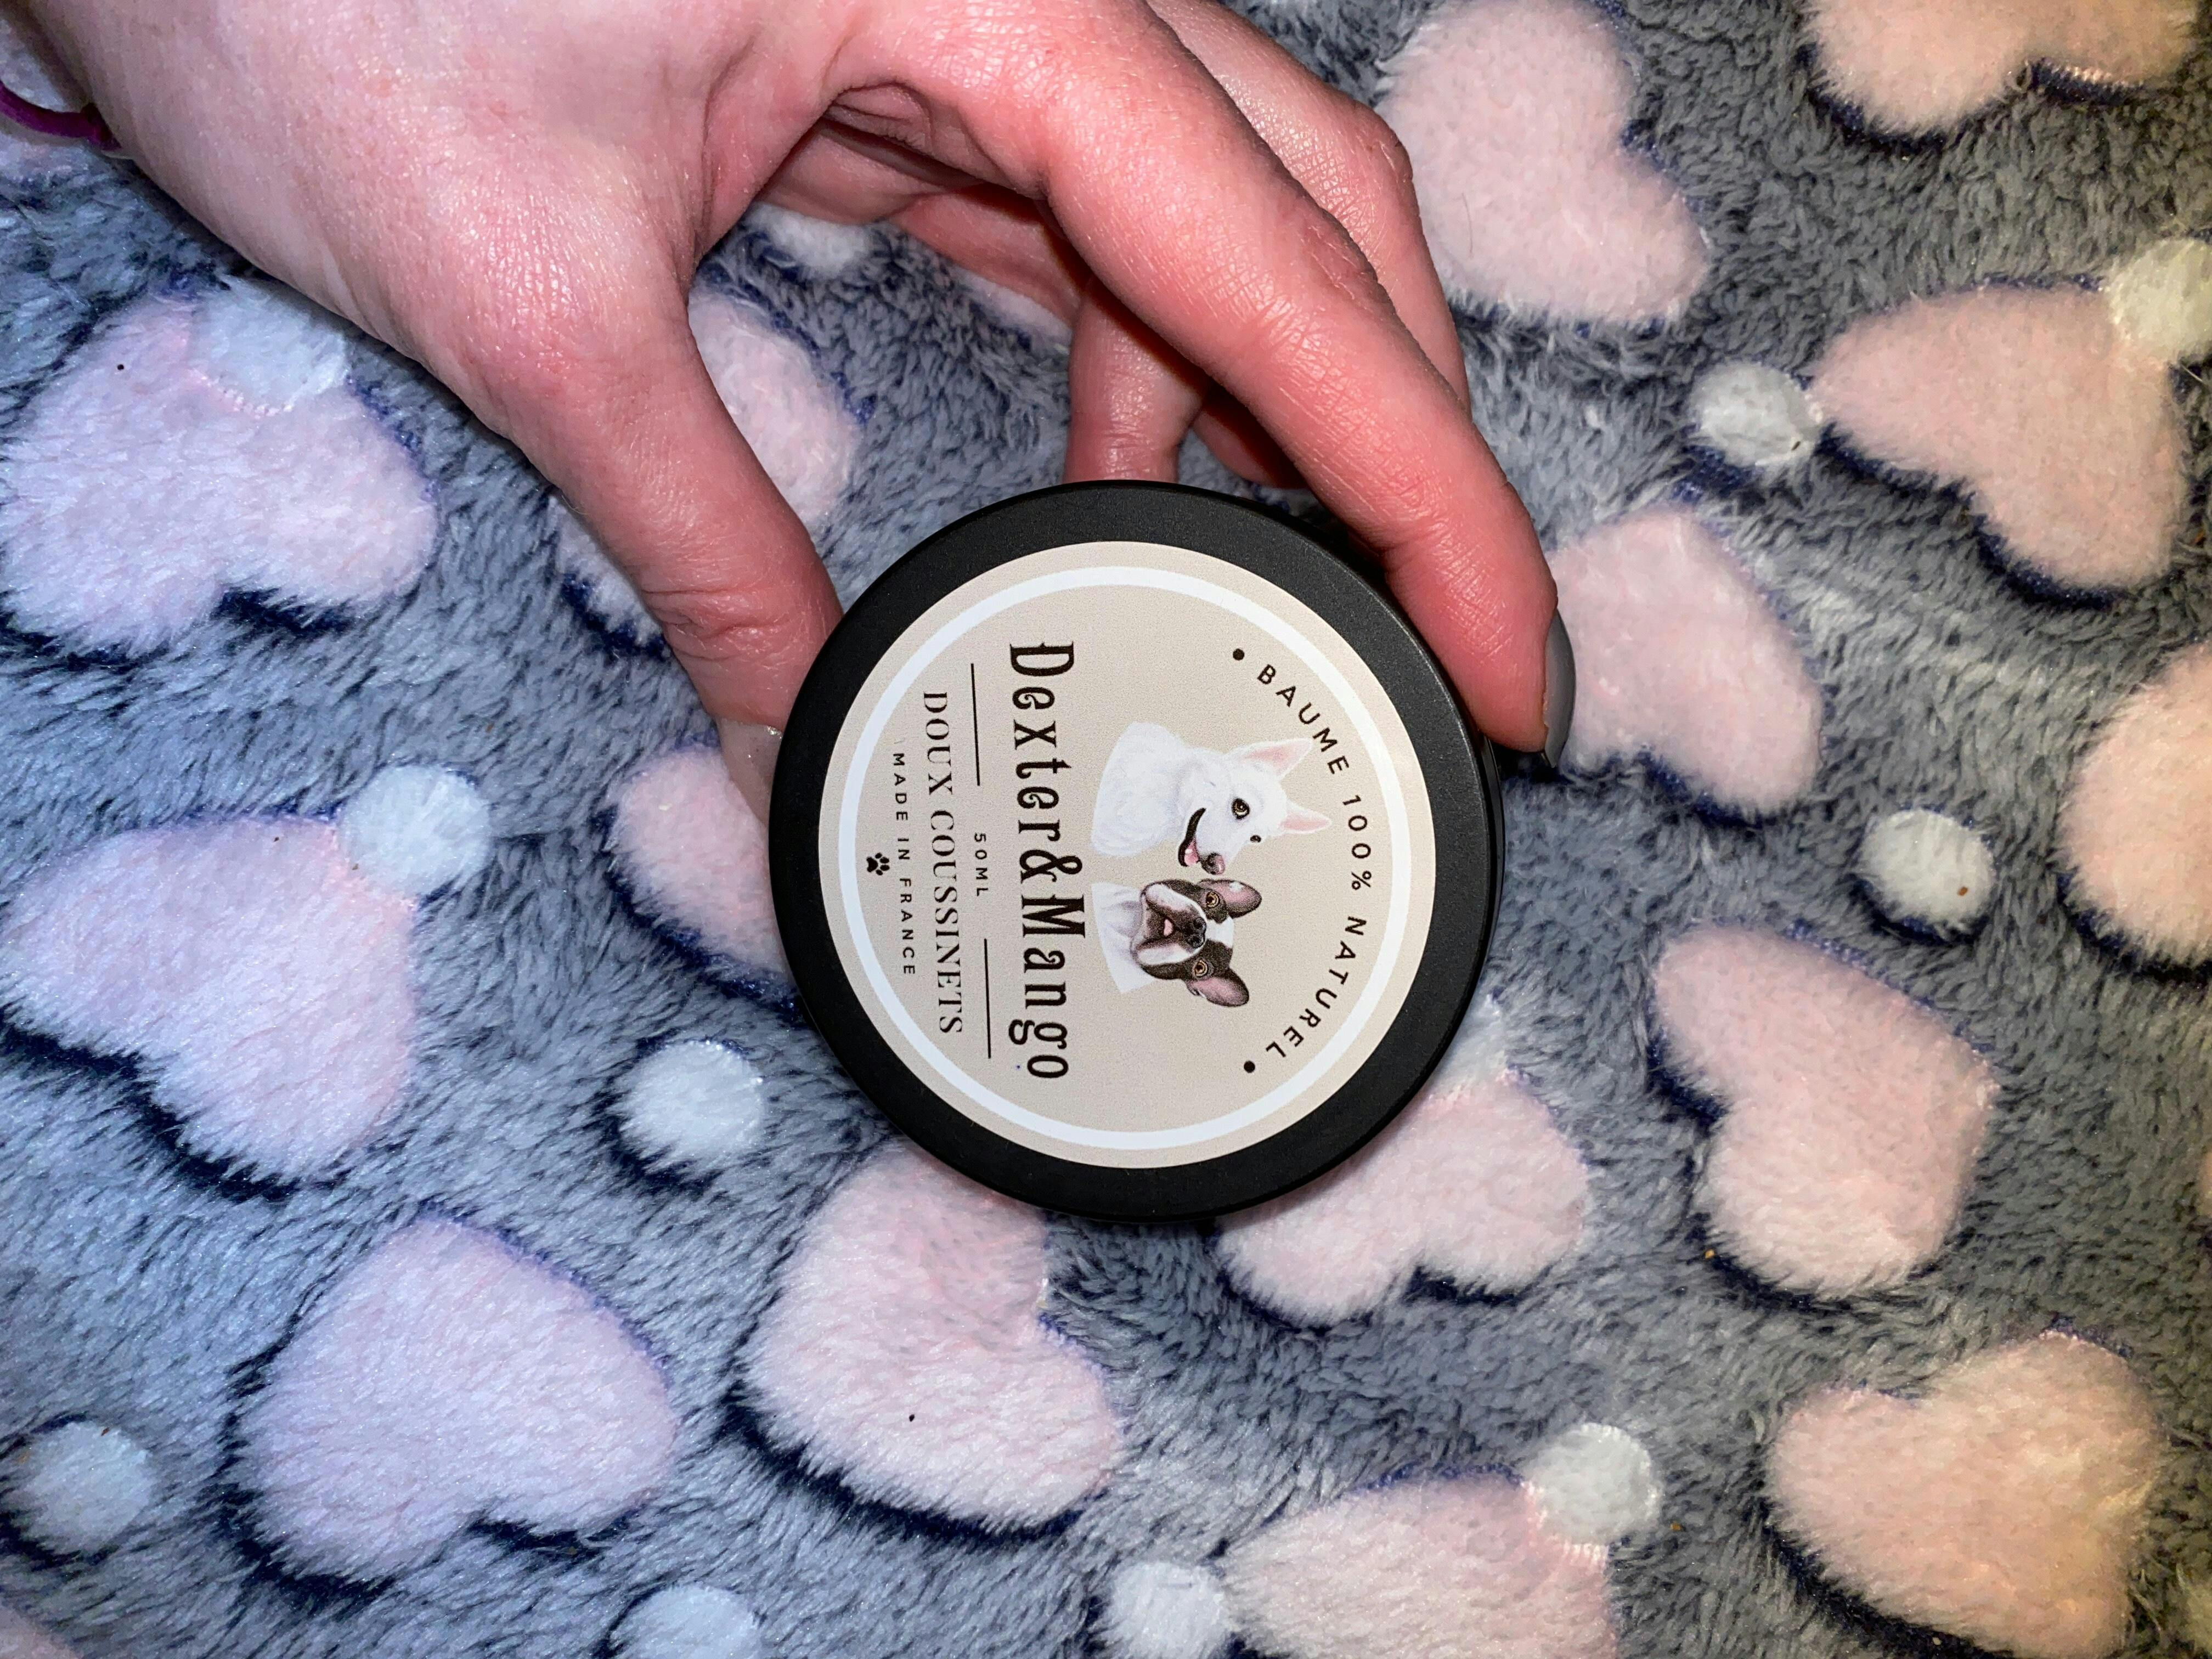 • BAUME 100% NATUREL •
Dexter&Mango
50ML
DOUX COUSSINETS
MADE IN FRANCE